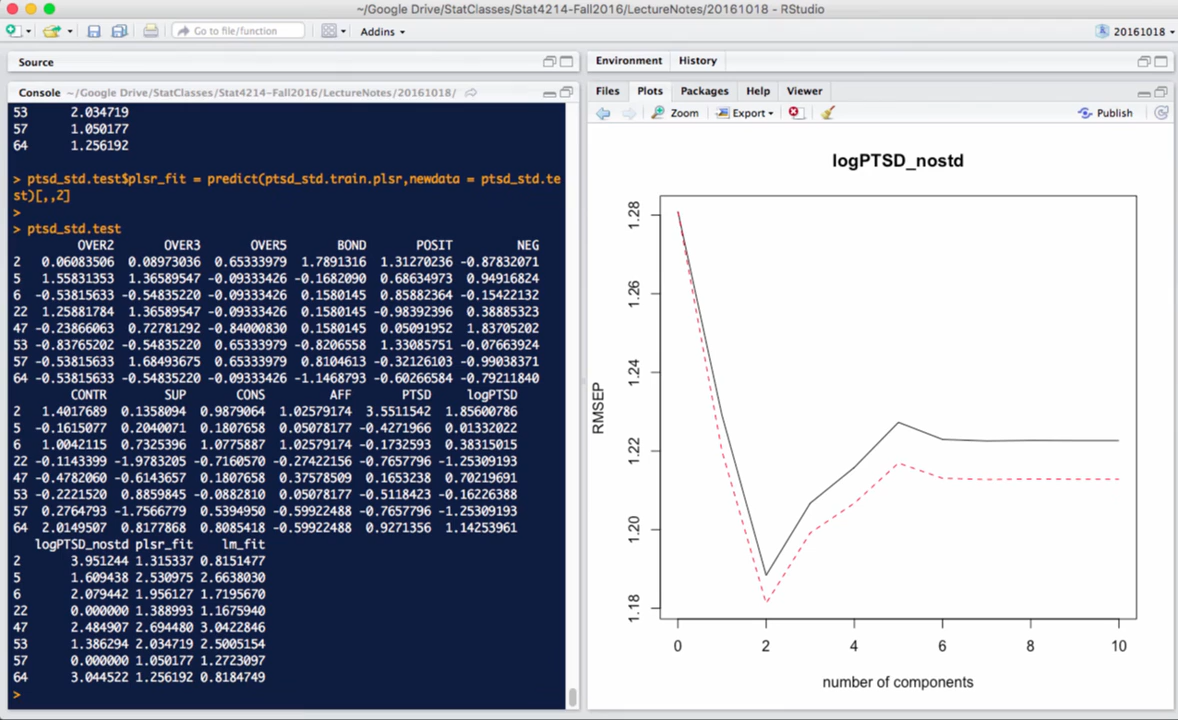 ~/Google Drive/StatClasses/Stat4214-Fall2016/LectureNotes/20161018 - RStudio
Go to file/function
Addins
20161018
Source
Console ~/Google Drive/StatClasses/Stat4214-Fall2016/LectureNotes/20161018/
53 2.034719
57 1.050177
64 1.256192
> ptsd_std.test$plsr_fit = predict(ptsd_std.train.plsr,newdata = ptsd_std.te
st)[,,2]
>
> ptsd_std.test
OVER2 OVER3 OVER5 BOND POSIT NEG
2 0.06083506 0.08973036 0.65333979 1.7891316 1.31270236 -0.87832071
5 1.55831353 1.36589547 -0.09333426 -0.1682090 0.68634973 0.94916824
6 -0.53815633 -0.54835220 -0.09333426 0.1580145 0.85882364 -0.15422132
22 1.25881784 1.36589547 -0.09333426 0.1580145 -0.98392396 0.38885323
47 -0.23866063 0.72781292 -0.84000830 0.1580145 0.05091952 1.83705202
53 -0.83765202 -0.54835220 0.65333979 -0.8206558 1.33085751 -0.07663924
57 -0.53815633 1.68493675 0.65333979 0.8104613 -0.32126103 -0.99038371
64 -0.53815633 -0.54835220 -0.09333426 -1.1468793 -0.60266584 -0.79211840
CONTR SUP CONS AFF PTSD logPTSD
2 1.4017689 0.1358094 0.9879064 1.02579174 3.5511542 1.85600786
5 -0.1615077 0.2040071 0.1807658 0.05078177 -0.4271966 0.01332022
6 1.0042115 0.7325396 1.0775887 1.02579174 -0.1732593 0.38315015
22 -0.1143399 -1.9783205 -0.7160570 -0.27422156 -0.7657796 -1.25309193
47 -0.4782060 -0.6143657 0.1807658 0.37578509 0.1653238 0.70219691
53 -0.2221520 0.8859845 -0.0882810 0.05078177 -0.5118423 -0.16226388
57 0.2764793 -1.7566779 0.5394950 -0.59922488 -0.7657796 -1.25309193
64 2.0149507 0.8177868 0.8085418 -0.59922488 0.9271356 1.14253961
logPTSD_nostd plsr_fit lm_fit
2 3.951244 1.315337 0.8151477
5 1.609438 2.530975 2.6638030
6 2.079442 1.956127 1.7195670
22 0.000000 1.388993 1.1675940
47 2.484907 2.694480 3.0422846
53 1.386294 2.034719 2.5005154
57 0.000000 1.050177 1.2723097
64 3.044522 1.256192 0.8184749
>
Environment History
Files Plots Packages Help Viewer
Zoom Export Publish
logPTSD_nostd
RMSEP
1.28
1.26
1.24
1.22
1.20
1.18
0 2 4 6 8 10
number of components